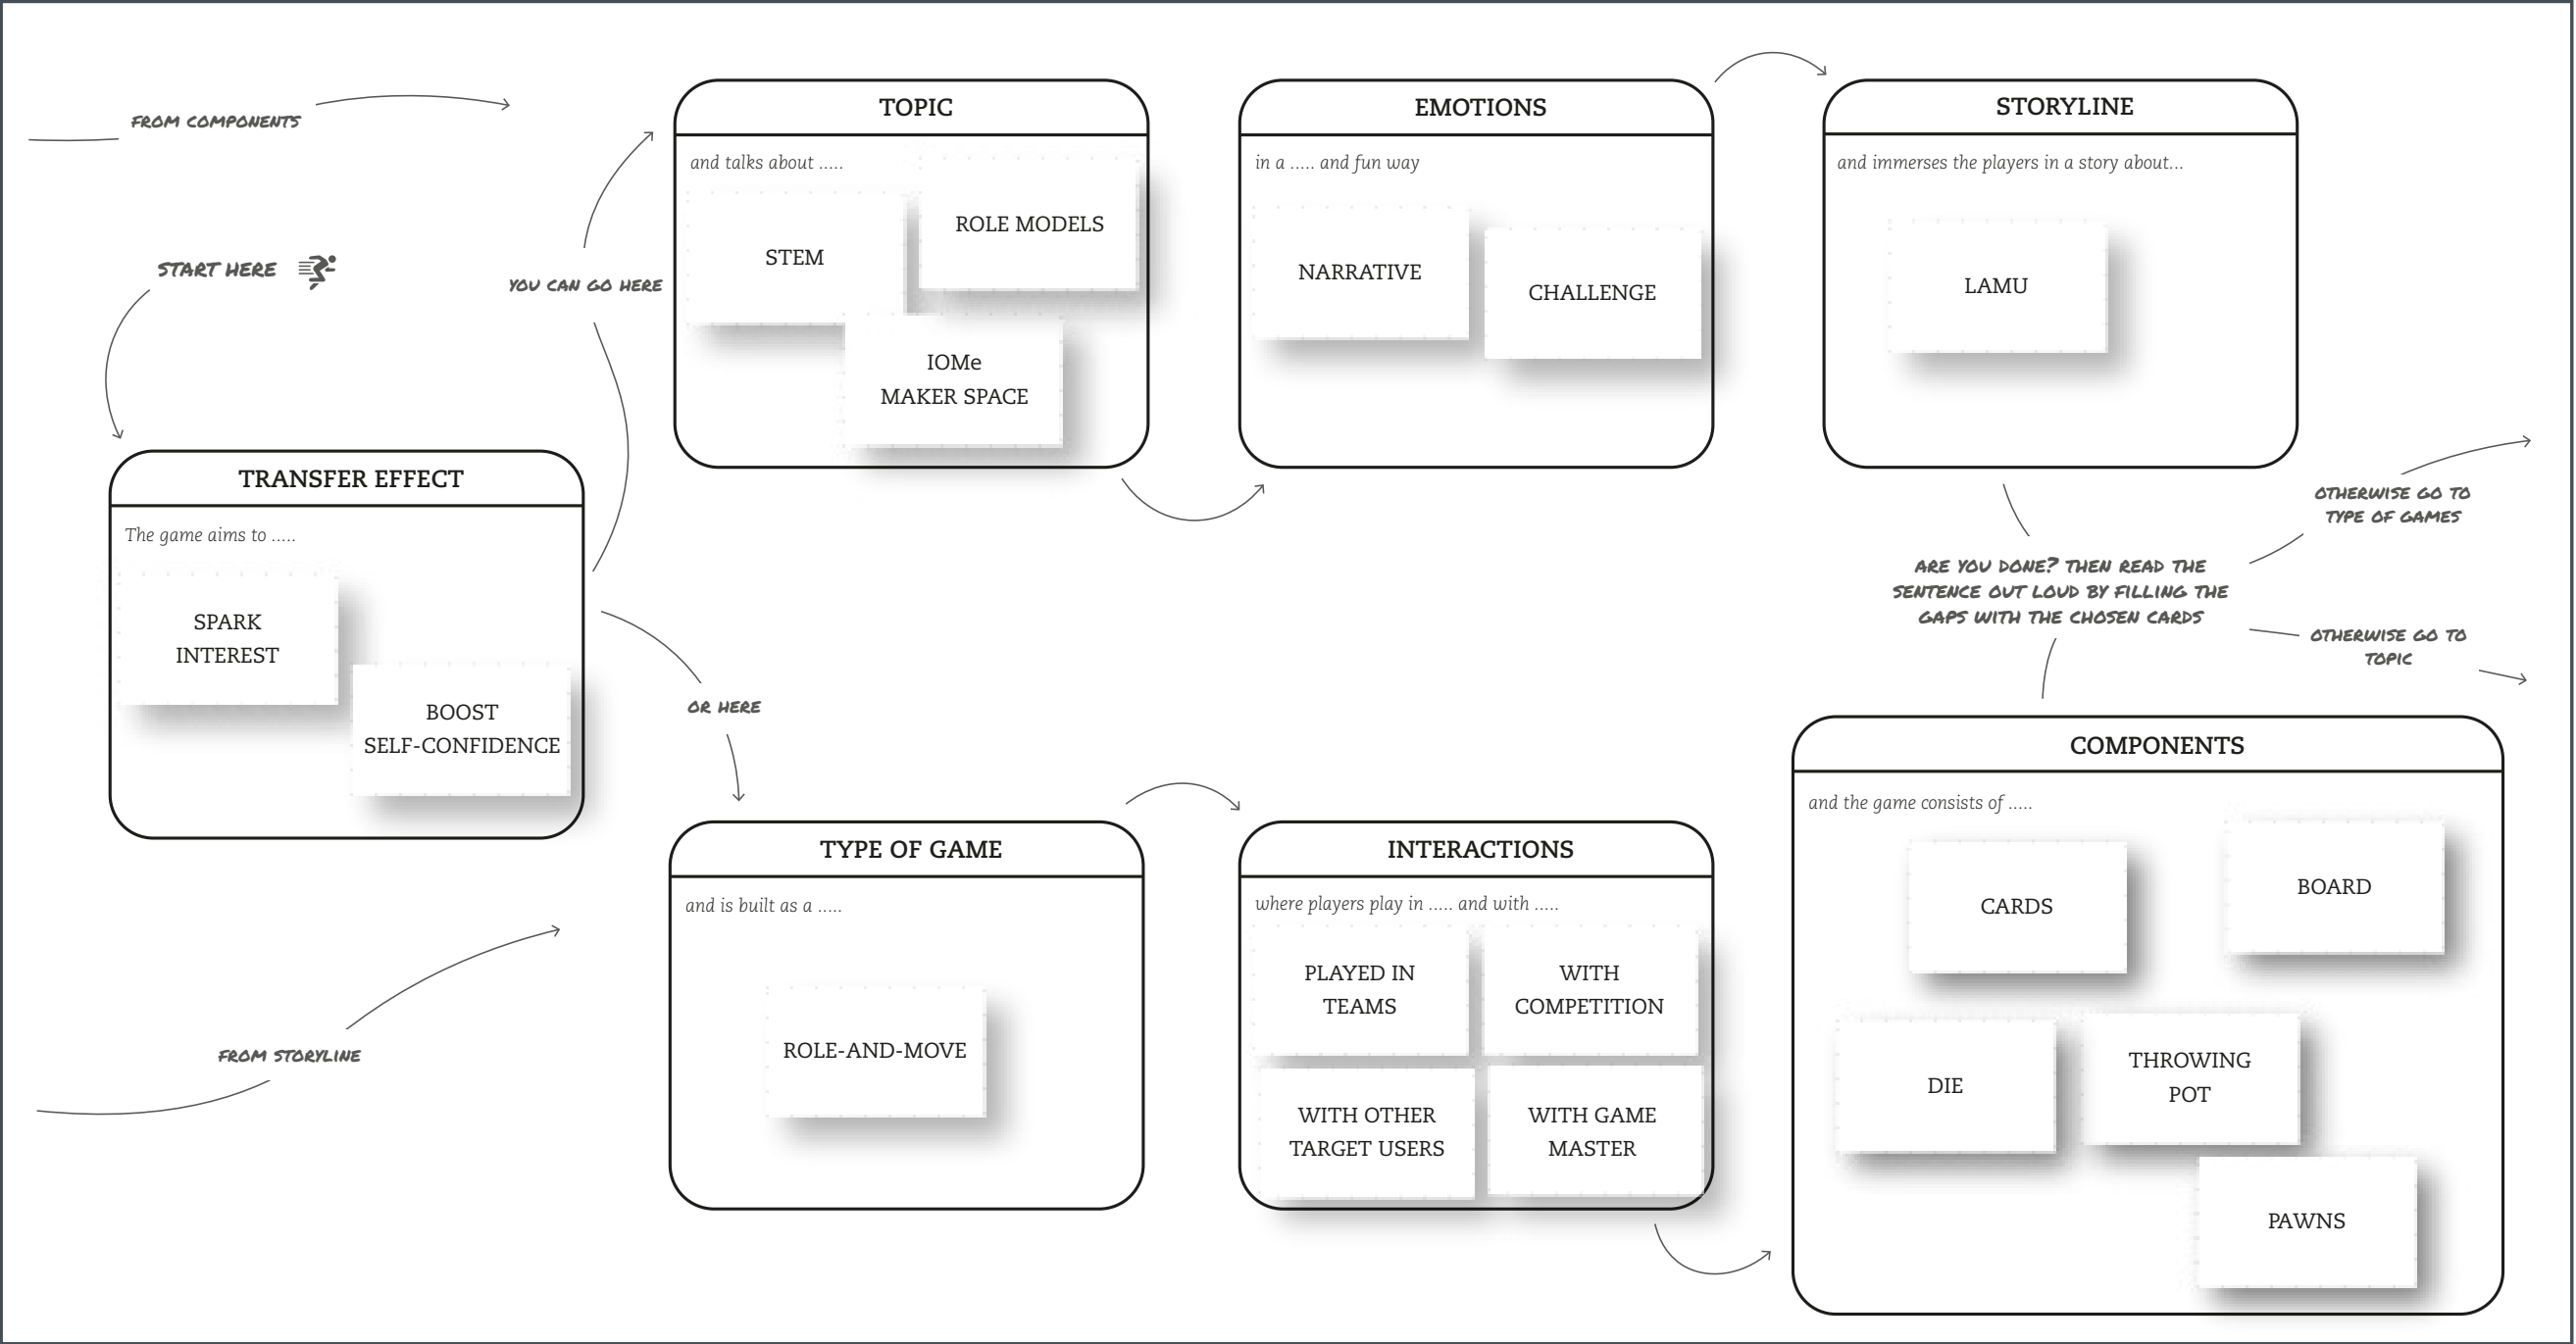 FROM COMPONENTS
START HERE
YOU CAN GO HERE
TRANSFER EFFECT
The game aims to .....
SPARK
INTEREST
BOOST
SELF-CONFIDENCE
TOPIC
and talks about .....
ROLE MODELS
STEM
IOMe
MAKER SPACE
EMOTIONS
in a ..... and fun way
NARRATIVE
CHALLENGE
STORYLINE
and immerses the players in a story about...
LAMU
OTHERWISE GO TO
TYPE OF GAMES
ARE YOU DONE? THEN READ THE
SENTENCE OUT LOUD BY FILLING THE
GAPS WITH THE CHOSEN CARDS
OTHERWISE GO TO
TOPIC
OR HERE
FROM STORYLINE
TYPE OF GAME
and is built as a .....
ROLE-AND-MOVE
INTERACTIONS
where players play in ..... and with .....
PLAYED IN
TEAMS
WITH
COMPETITION
WITH OTHER
TARGET USERS
WITH GAME
MASTER
COMPONENTS
and the game consists of .....
CARDS
BOARD
DIE
THROWING
POT
PAWNS